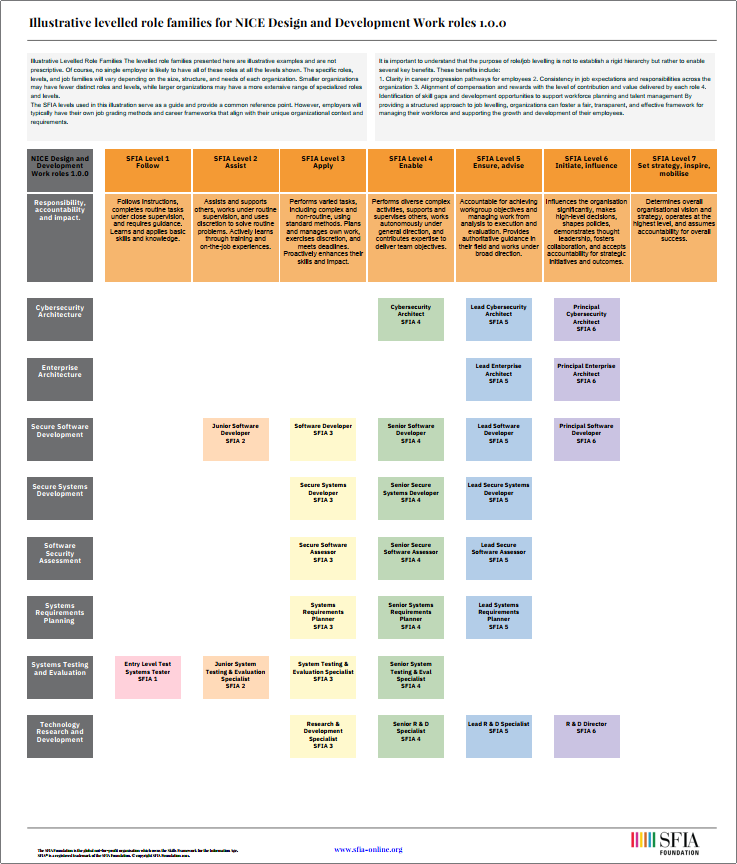 Illustrative levelled role families for NICE Design and Development Work roles 1.0.0
Illustrative Levelled Role Families The levelled role families presented here are illustrative examples and are not
prescriptive. Of course, no single employer is likely to have all of these roles at all the levels shown. The specific roles,
levels, and job families will vary depending on the size, structure, and needs of each organization. Smaller organizations
may have fewer distinct roles and levels, while larger organizations may have a more extensive range of specialized roles
and levels.
The SFIA levels used in this illustration serve as a guide and provide a common reference point. However, employers will
typically have their own job grading methods and career frameworks that align with their unique organizational context and
requirements.
It is important to understand that the purpose of role/job levelling is not to establish a rigid hierarchy but rather to enable
several key benefits. These benefits include:
1. Clarity in career progression pathways for employees 2. Consistency in job expectations and responsibilities across the
organization 3. Alignment of compensation and rewards with the level of contribution and value delivered by each role 4.
Identification of skill gaps and development opportunities to support workforce planning and talent management By
providing a structured approach to job levelling, organizations can foster a fair, transparent, and effective framework for
managing their workforce and supporting the growth and development of their employees.
NICE Design and
Development
Work roles 1.0.0
SFIA Level 1
Follow
SFIA Level 2
Assist
SFIA Level 3
Apply
SFIA Level 4
Enable
SFIA Level 5
Ensure, advise
SFIA Level 6
Initiate, influence
SFIA Level 7
Set strategy, inspire,
mobilise
Responsibility,
accountability
and impact.
Follows instructions,
completes routine tasks
under close supervision,
and requires guidance.
Learns and applies basic
skills and knowledge.
Assists and supports
others, works under routine
supervision, and uses
discretion to solve routine
problems. Actively learns
through training and
on-the-job experiences.
Performs varied tasks,
including complex and
non-routine, using
standard methods. Plans
and manages own work,
exercises discretion, and
meets deadlines.
Proactively enhances their
skills and impact.
Performs diverse complex
activities, supports and
supervises others, works
autonomously under
general direction, and
contributes expertise to
deliver team objectives.
Accountable for achieving
workgroup objectives and
managing work from
analysis to execution and
evaluation. Provides
authoritative guidance in
their field and works under
broad direction.
Influences the organisation
significantly, makes
high-level decisions,
shapes policies,
demonstrates thought
leadership, fosters
collaboration, and accepts
accountability for strategic
initiatives and outcomes.
Determines overall
organisational vision and
strategy, operates at the
highest level, and assumes
accountability for overall
success.
Cybersecurity
Architecture
Cybersecurity
Architect
SFIA 4
Lead Cybersecurity
Architect
SFIA 5
Principal
Cybersecurity
Architect
SFIA 6
Enterprise
Architecture
Lead Enterprise
Architect
SFIA 5
Principal Enterprise
Architect
SFIA 6
Secure Software
Development
Junior Software
Developer
SFIA 2
Software Developer
SFIA 3
Senior Software
Developer
SFIA 4
Lead Software
Developer
SFIA 5
Principal Software
Developer
SFIA 6
Secure Systems
Development
Secure Systems
Developer
SFIA 3
Senior Secure
Systems Developer
SFIA 4
Lead Secure Systems
Developer
SFIA 5
Software
Security
Assessment
Secure Software
Assessor
SFIA 3
Senior Secure
Software Assessor
SFIA 4
Lead Secure
Software Assessor
SFIA 5
Systems
Requirements
Planning
Systems
Requirements
Planner
SFIA 3
Senior Systems
Requirements
Planner
SFIA 4
Lead Systems
Requirements
Planner
SFIA 5
Systems Testing
and Evaluation
Entry Level Test
Systems Tester
SFIA 1
Junior System
Testing & Evaluation
Specialist
SFIA 2
System Testing &
Evaluation Specialist
SFIA 3
Senior System
Testing & Eval
Specialist
SFIA 4
Technology
Research and
Development
Research &
Development
Specialist
SFIA 3
Senior R & D
Specialist
SFIA 4
Lead R & D Specialist
SFIA 5
R & D Director
SFIA 6
The SFIA Foundation is the global not-for-profit organisation which owns the Skills Framework for the Information Age.
SFIA® is a registered trademark of the SFIA Foundation. © copyright SFIA Foundation
www.sfia-online.org
SFIA
FOUNDATION